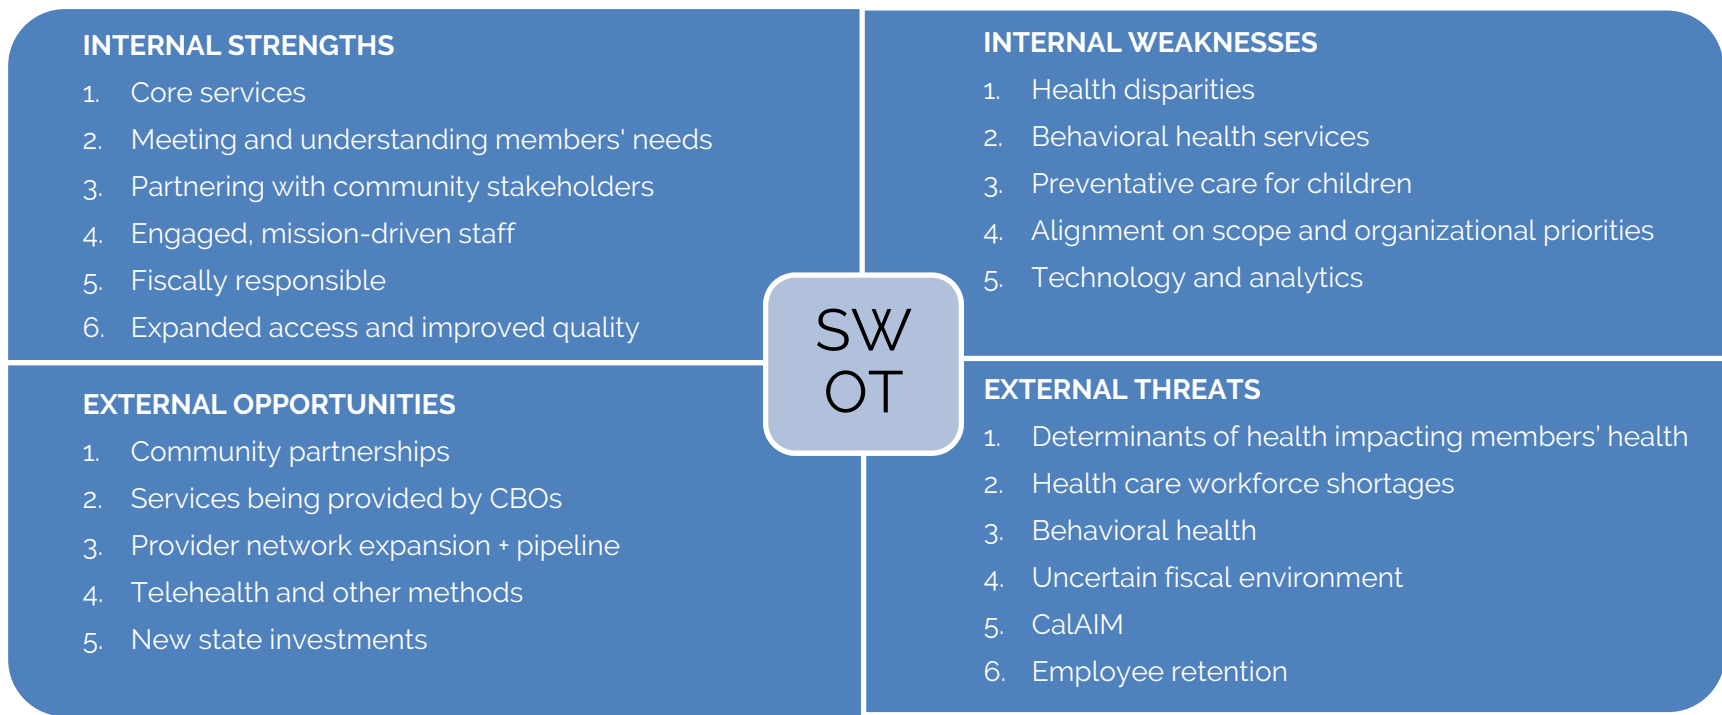 INTERNAL STRENGTHS
1. Core services
2. Meeting and understanding members' needs
3. Partnering with community stakeholders
4. Engaged, mission-driven staff
5. Fiscally responsible
6. Expanded access and improved quality
INTERNAL WEAKNESSES
1. Health disparities
2. Behavioral health services
3. Preventative care for children
4. Alignment on scope and organizational priorities
5. Technology and analytics
SW
OT
EXTERNAL OPPORTUNITIES
1. Community partnerships
2. Services being provided by CBOs
3. Provider network expansion + pipeline
4. Telehealth and other methods
5. New state investments
EXTERNAL THREATS
1. Determinants of health impacting members’ health
2. Health care workforce shortages
3. Behavioral health
4. Uncertain fiscal environment
5. CalAIM
6. Employee retention